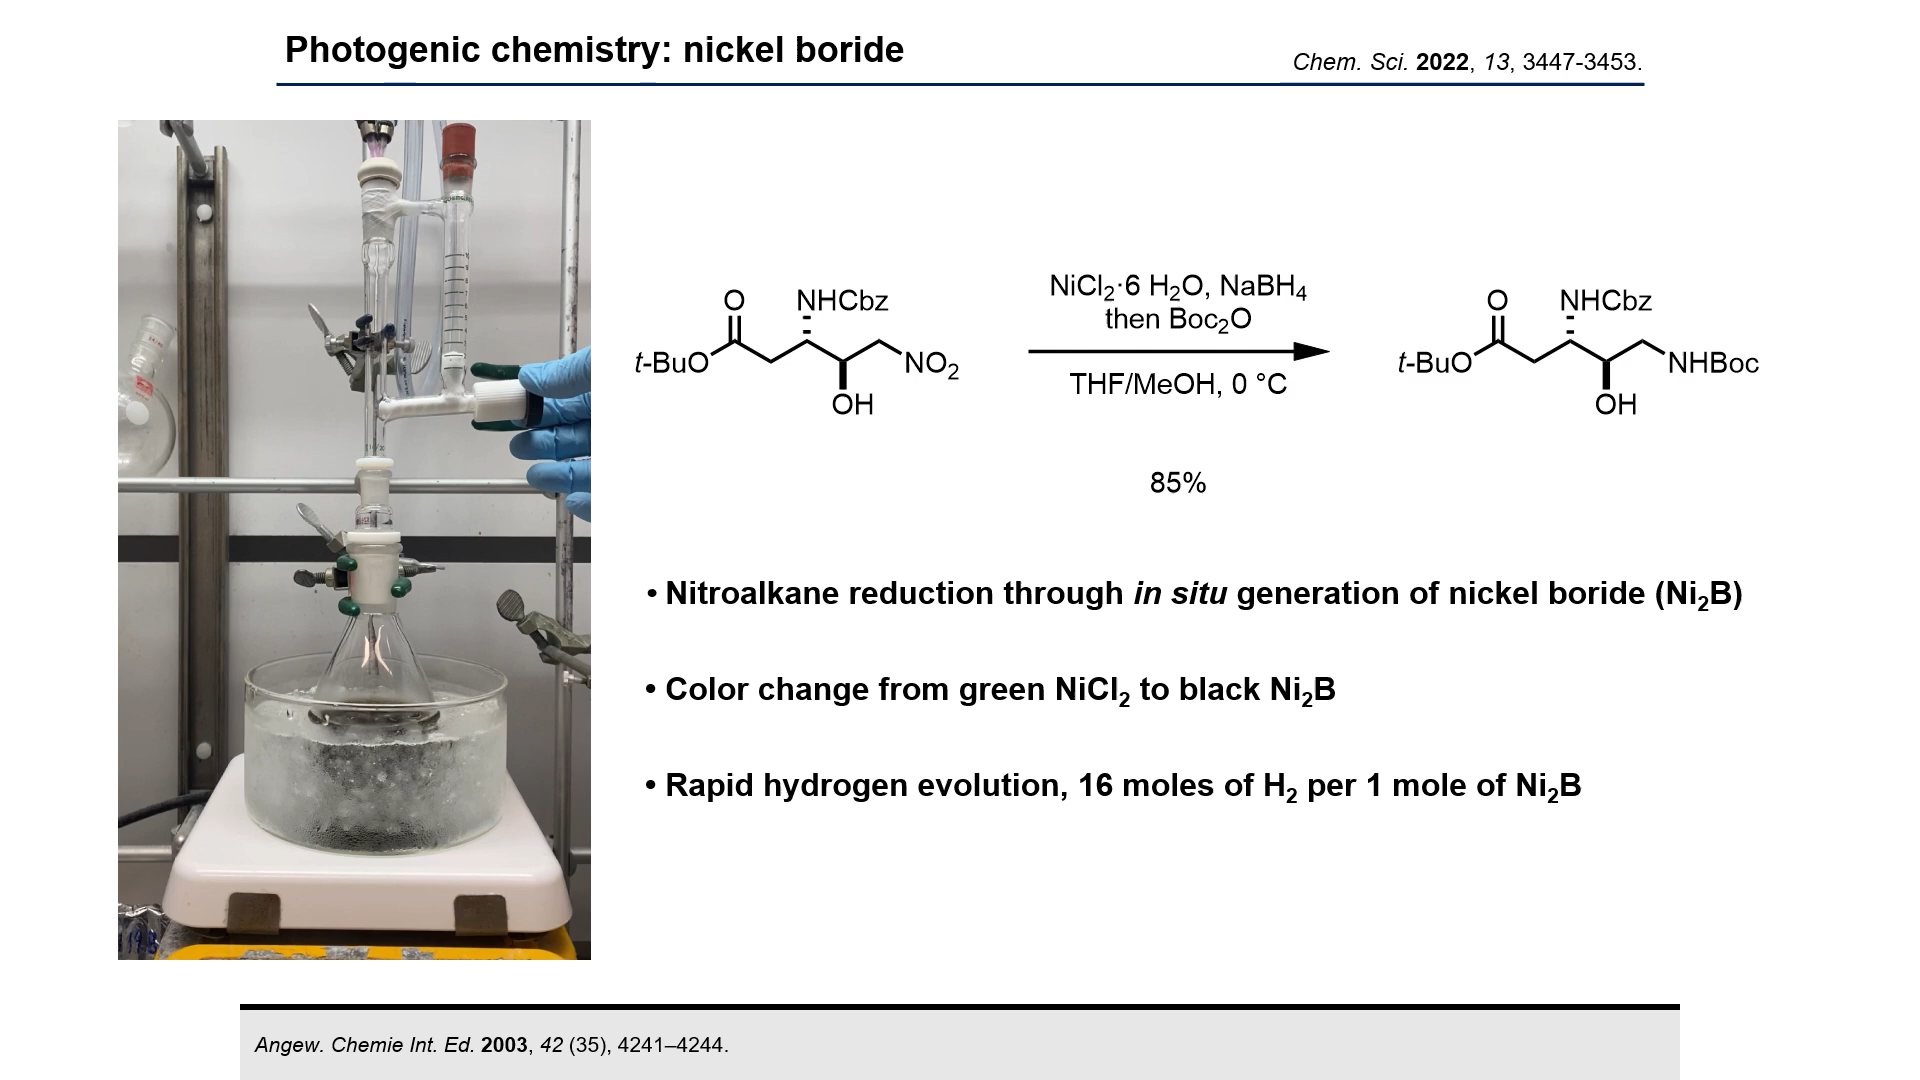 Photogenic chemistry: nickel boride
Chem. Sci. 2022, 13, 3447-3453.
O
NHCbz
t-BuO
NO₂
OH
NiCl₂·6 H₂O, NaBH₄
then Boc₂O
THF/MeOH, 0 °C
85%
O
NHCbz
t-BuO
NHBoc
OH
• Nitroalkane reduction through in situ generation of nickel boride (Ni₂B)
• Color change from green NiCl₂ to black Ni₂B
• Rapid hydrogen evolution, 16 moles of H₂ per 1 mole of Ni₂B
Angew. Chemie Int. Ed. 2003, 42 (35), 4241–4244.